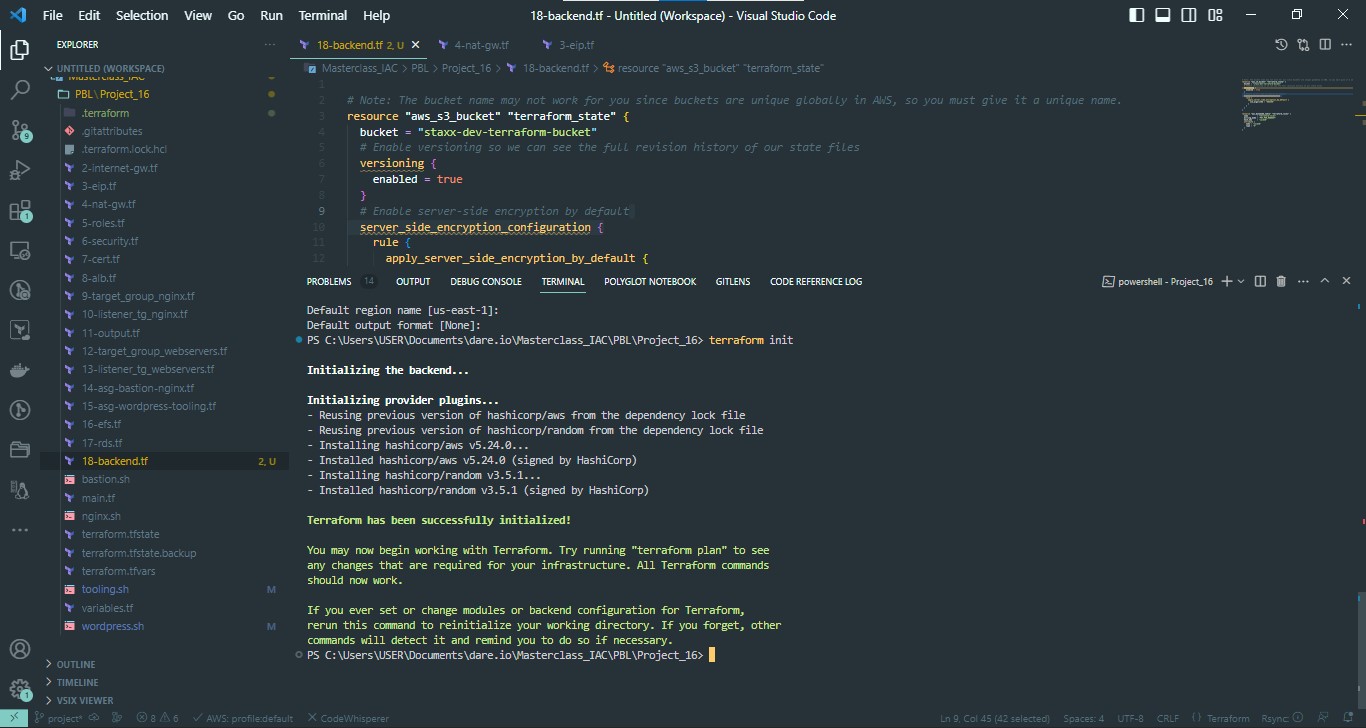 File Edit Selection View Go Run Terminal Help 18-backend.tf - Untitled (Workspace) - Visual Studio Code
EXPLORER
UNTITLED (WORKSPACE)
Masterclass_IAC
PBL\Project_16
.terraform
.gitattributes
.terraform.lock.hcl
2-internet-gw.tf
3-eip.tf
4-nat-gw.tf
5-roles.tf
6-security.tf
7-cert.tf
8-alb.tf
9-target_group_nginx.tf
10-listener_tg_nginx.tf
11-output.tf
12-target_group_webservers.tf
13-listener_tg_webservers.tf
14-asg-bastion-nginx.tf
15-asg-wordpress-tooling.tf
16-efs.tf
17-rds.tf
18-backend.tf 2, U
bastion.sh
main.tf
nginx.sh
terraform.tfstate
terraform.tfstate.backup
terraform.tfvars
tooling.sh M
variables.tf
wordpress.sh M
OUTLINE
TIMELINE
VSIX VIEWER
9
1
1
18-backend.tf 2, U 4-nat-gw.tf 3-eip.tf
Masterclass_IAC > PBL > Project_16 > 18-backend.tf > resource "aws_s3_bucket" "terraform_state"
1
2 # Note: The bucket name may not work for you since buckets are unique globally in AWS, so you must give it a unique name.
3 resource "aws_s3_bucket" "terraform_state" {
4 bucket = "staxx-dev-terraform-bucket"
5 # Enable versioning so we can see the full revision history of our state files
6 versioning {
7 enabled = true
8 }
9 # Enable server-side encryption by default
10 server_side_encryption_configuration {
11 rule {
12 apply_server_side_encryption_by_default {
PROBLEMS 14 OUTPUT DEBUG CONSOLE TERMINAL POLYGLOT NOTEBOOK GITLENS CODE REFERENCE LOG powershell - Project_16
Default region name [us-east-1]:
Default output format [None]:
PS C:\Users\USER\Documents\dare.io\Masterclass_IAC\PBL\Project_16> terraform init
Initializing the backend...
Initializing provider plugins...
- Reusing previous version of hashicorp/aws from the dependency lock file
- Reusing previous version of hashicorp/random from the dependency lock file
- Installing hashicorp/aws v5.24.0...
- Installed hashicorp/aws v5.24.0 (signed by HashiCorp)
- Installing hashicorp/random v3.5.1...
- Installed hashicorp/random v3.5.1 (signed by HashiCorp)
Terraform has been successfully initialized!
You may now begin working with Terraform. Try running "terraform plan" to see
any changes that are required for your infrastructure. All Terraform commands
should now work.
If you ever set or change modules or backend configuration for Terraform,
rerun this command to reinitialize your working directory. If you forget, other
commands will detect it and remind you to do so if necessary.
PS C:\Users\USER\Documents\dare.io\Masterclass_IAC\PBL\Project_16>
project* 8 6 AWS: profile:default CodeWhisperer Ln 9, Col 45 (42 selected) Spaces: 4 UTF-8 CRLF {} Terraform Rsync: